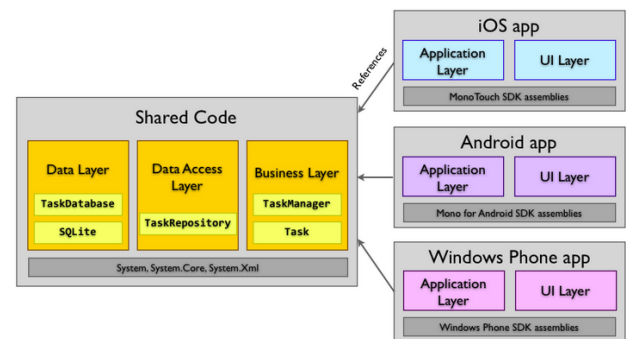 Shared Code
Data Layer
TaskDatabase
SQLite
Data Access
Layer
TaskRepository
Business Layer
TaskManager
Task
System, System.Core, System.Xml
References
iOS app
Application
Layer
UI Layer
MonoTouch SDK assemblies
Android app
Application
Layer
UI Layer
Mono for Android SDK assemblies
Windows Phone app
Application
Layer
UI Layer
Windows Phone SDK assemblies